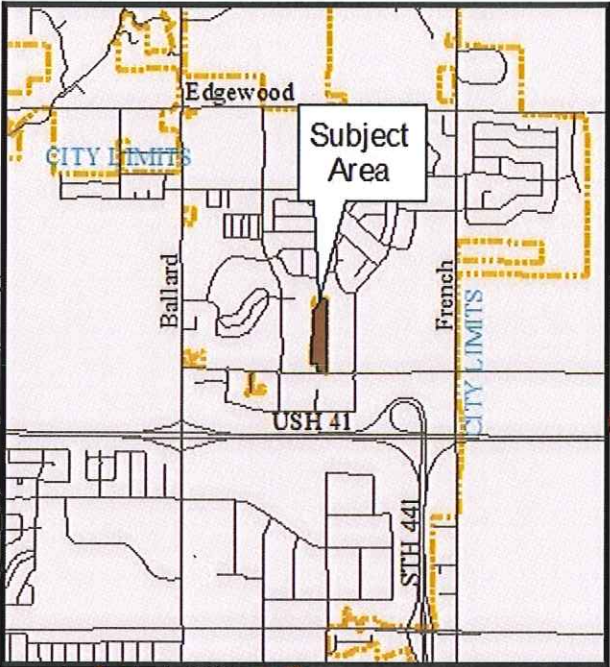 Edgewood
Subject
Area
CITY LIMITS
Ballard
French
CITY LIMITS
USH 41
STH 441